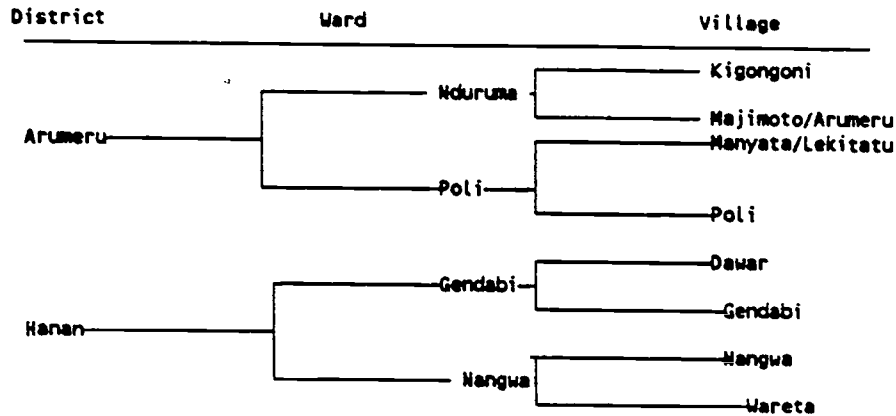 District Ward Village
Kigongoni
Nduruma
Majimoto/Arumeru
Arumeru
Manyata/Lekitatu
Poli
Poli
Dawar
Gendabi
Gendabi
Hanan
Nangwa
Nangwa
Wareta